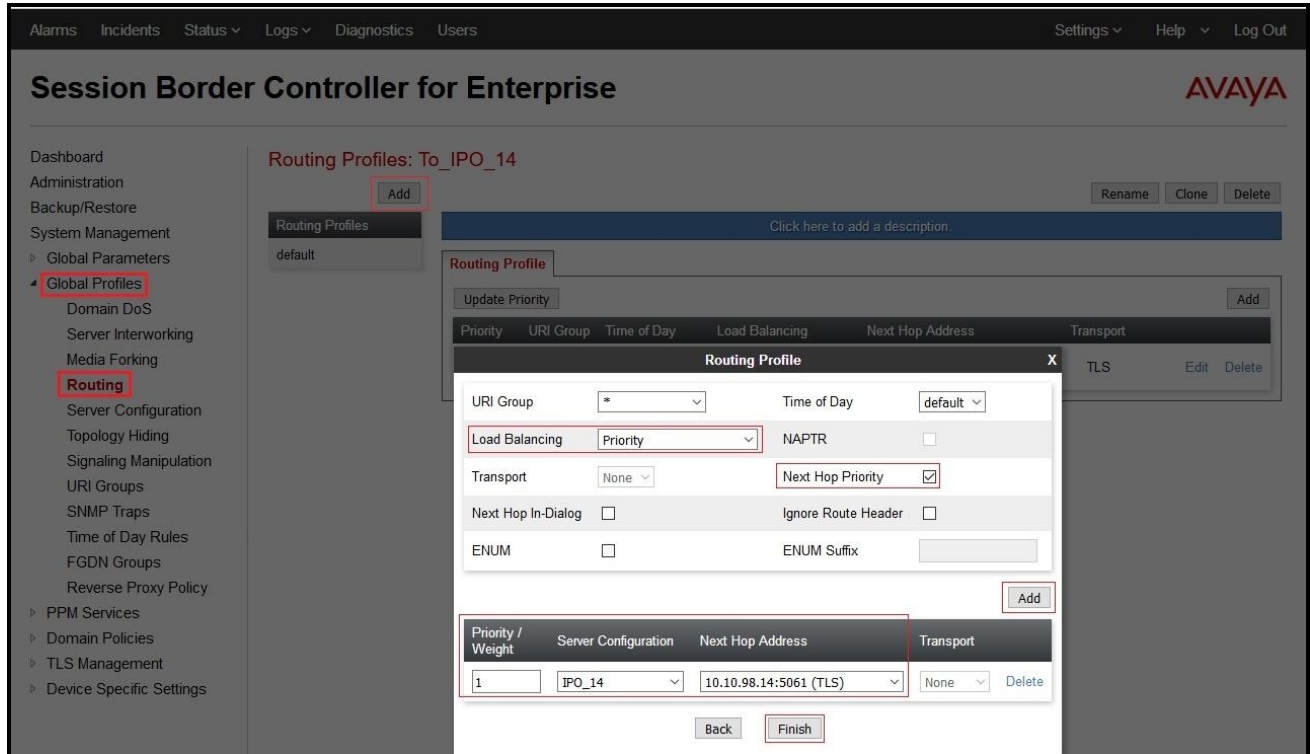 Alarms Incidents Status Logs Diagnostics Users Settings Help Log Out
Session Border Controller for Enterprise
AVAYA
Dashboard
Administration
Backup/Restore
System Management
Global Parameters
Global Profiles
Domain DoS
Server Interworking
Media Forking
Routing
Server Configuration
Topology Hiding
Signaling Manipulation
URI Groups
SNMP Traps
Time of Day Rules
FGDN Groups
Reverse Proxy Policy
PPM Services
Domain Policies
TLS Management
Device Specific Settings
Routing Profiles: To_IPO_14
Add
Rename Clone Delete
Routing Profiles
default
Click here to add a description.
Routing Profile
Update Priority Add
Priority URI Group Time of Day Load Balancing Next Hop Address Transport
TLS Edit Delete
Routing Profile X
URI Group * Time of Day default
Load Balancing Priority NAPTR
Transport None Next Hop Priority
Next Hop In-Dialog Ignore Route Header
ENUM ENUM Suffix
Add
Priority / Weight Server Configuration Next Hop Address Transport
1 IPO_14 10.10.98.14:5061 (TLS) None Delete
Back Finish